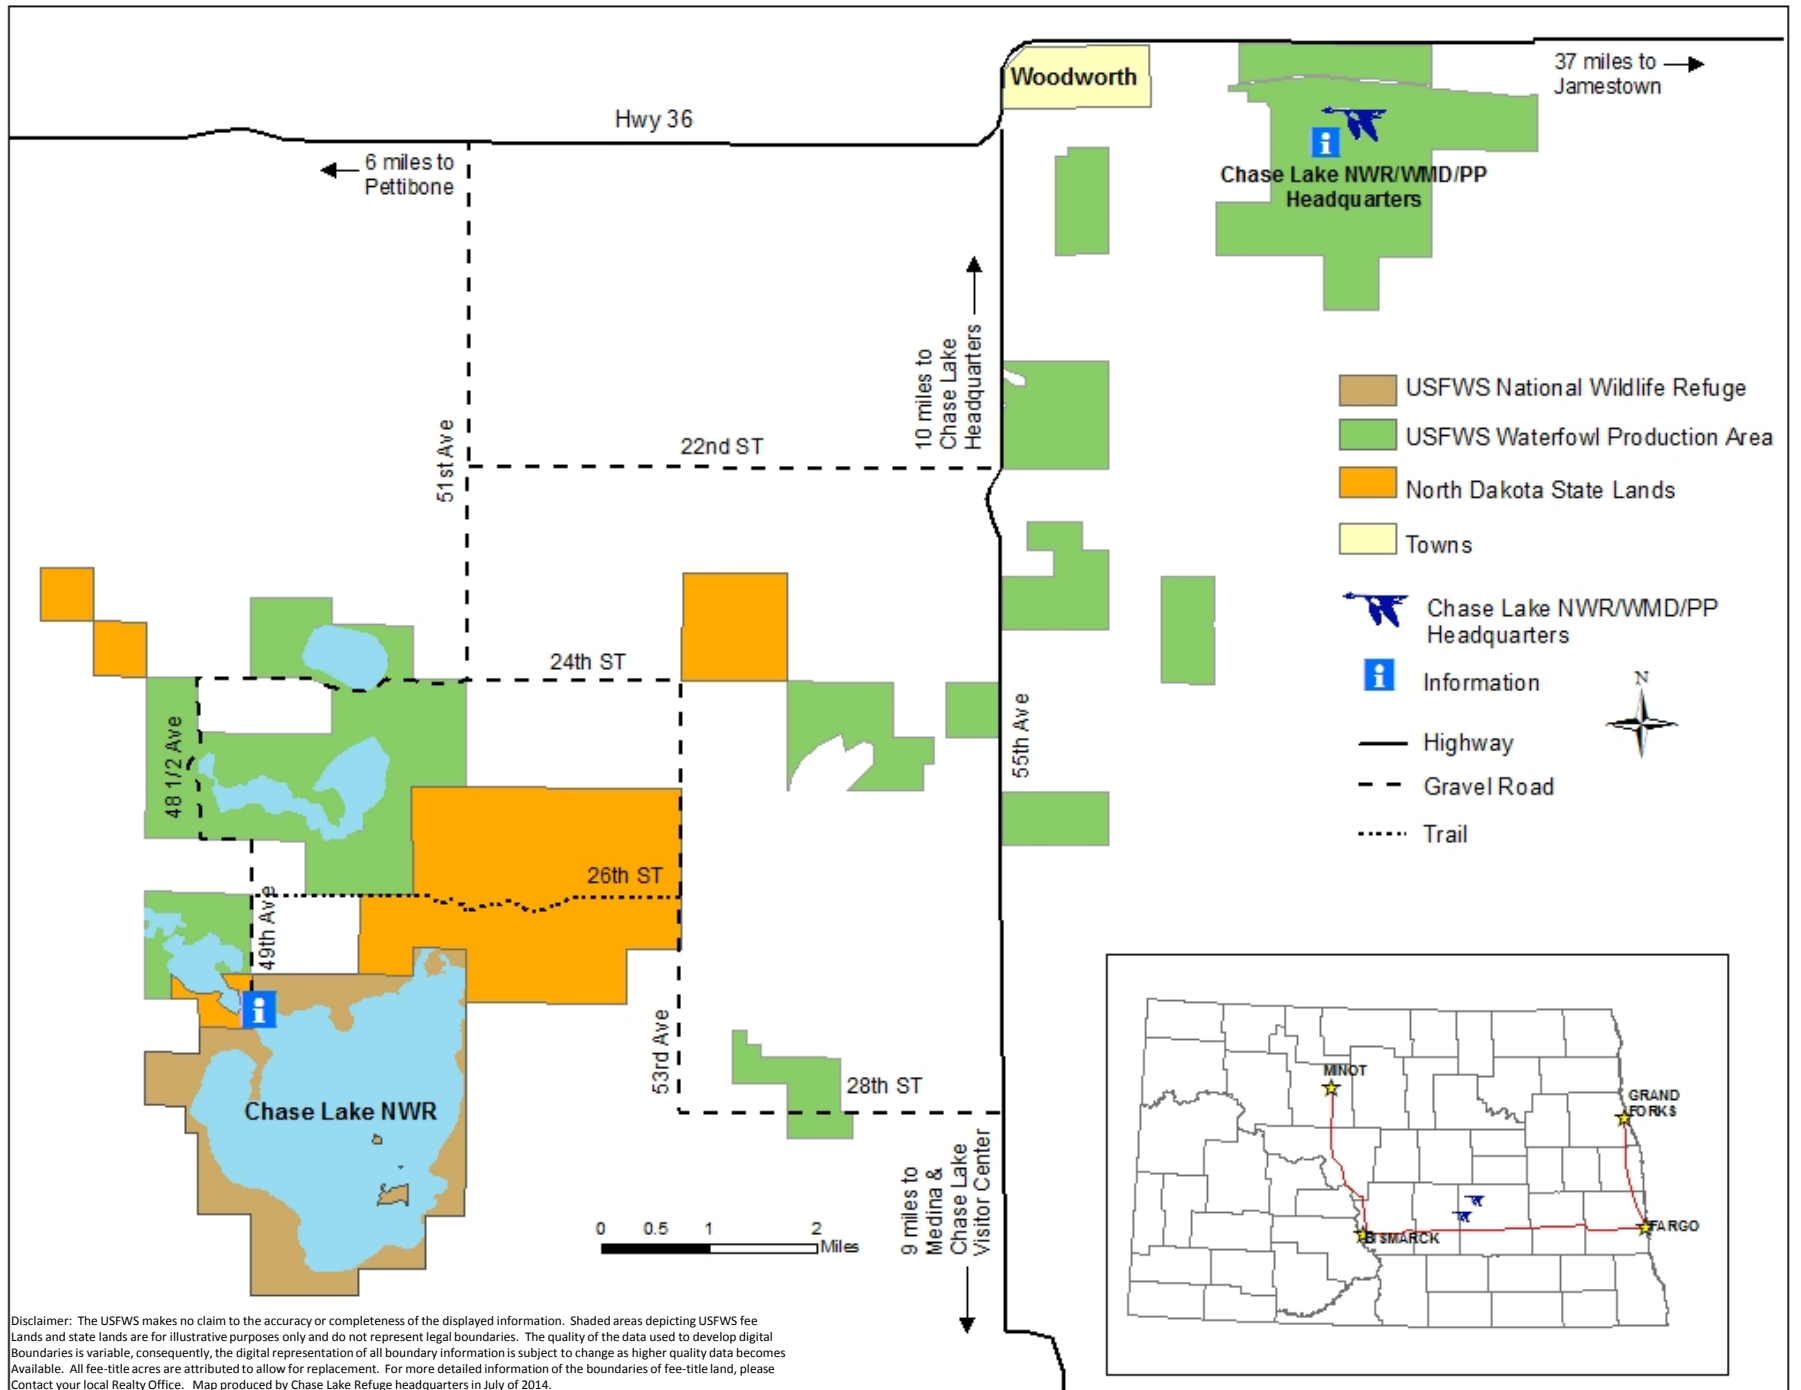 Woodworth
37 miles to
Jamestown
Hwy 36
6 miles to
Pettibone
Chase Lake NWR/WMD/PP
Headquarters
10 miles to
Chase Lake
Headquarters
51st Ave
22nd ST
USFWS National Wildlife Refuge
USFWS Waterfowl Production Area
North Dakota State Lands
Towns
Chase Lake NWR/WMD/PP
Headquarters
Information
N
Highway
Gravel Road
Trail
24th ST
48 1/2 Ave
55th Ave
26th ST
49th Ave
53rd Ave
28th ST
Chase Lake NWR
9 miles to
Medina &
Chase Lake
Visitor Center
0 0.5 1 2
Miles
MINOT
GRAND
FORKS
BISMARCK
FARGO
Disclaimer: The USFWS makes no claim to the accuracy or completeness of the displayed information. Shaded areas depicting USFWS fee
Lands and state lands are for illustrative purposes only and do not represent legal boundaries. The quality of the data used to develop digital
Boundaries is variable, consequently, the digital representation of all boundary information is subject to change as higher quality data becomes
Available. All fee-title acres are attributed to allow for replacement. For more detailed information of the boundaries of fee-title land, please
Contact your local Realty Office. Map produced by Chase Lake Refuge headquarters in July of 2014.